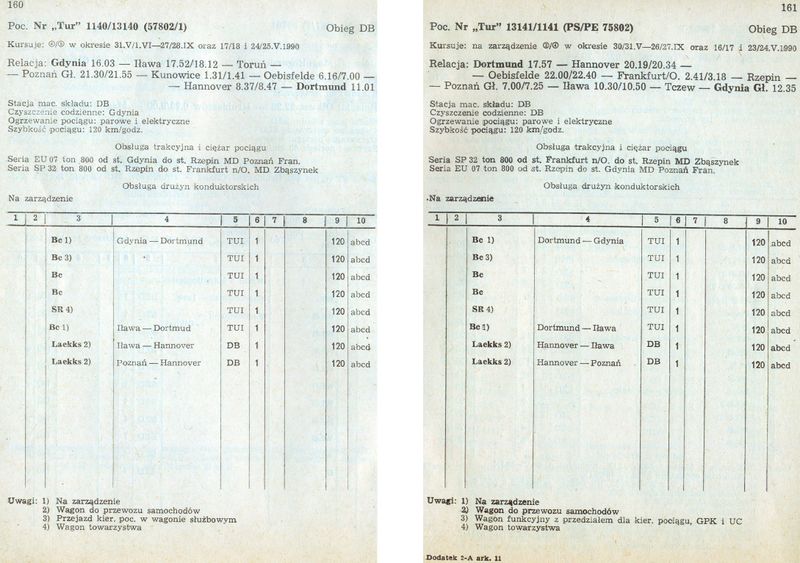 160
Poc. Nr „Tur” 1140/13140 (57802/1) Obieg DB
w okresie 31.V/1.VI—27/28.IX oraz 17/18 i 24/25.V.1990
Relacja: Gdynia 16.03 — Iława 17.52/18.12 — Toruń —
— Poznań Gł. 21.30/21.55 — Kunowice 1.31/1.41 — Oebisfelde 6.16/7.00 —
— Hannover 8.37/8.47 — Dortmund 11.01
Stacja mac. składu: DB
Czyszczenie codzienne: Gdynia
Ogrzewanie pociągu: parowe i elektryczne
Szybkość pociągu: 120 km/godz.
Obsługa trakcyjna i ciężar pociągu
Seria EU 07 ton 800 od st. Gdynia do st. Rzepin MD Poznań Fran.
Seria SP 32 ton 800 od st. Rzepin do st. Frankfurt n/O. MD Zbąszynek
Obsługa drużyn konduktorskich
Na zarządzenie
1 2 3 4 5 6 7 8 9 10
Bc 1) Gdynia — Dortmund TUI 1 120 abcd
Bc 3) TUI 1 120 abcd
Bc TUI 1 120 abcd
Bc TUI 1 120 abcd
SR 4) TUI 1 120 abcd
Bc 1) Iława — Dortmud TUI 1 120 abcd
Laekks 2) Iława — Hannover DB 1 120 abcd
Laekks 2) Poznań — Hannover DB 1 120 abcd
Uwagi: 1) Na zarządzenie
2) Wagon do przewozu samochodów
3) Przejazd kier. poc. w wagonie służbowym
4) Wagon towarzystwa
161
Poc. Nr „Tur” 13141/1141 (PS/PE 75802) Obieg DB
Kursuje: na zarządzenie w okresie 30/31.V—26/27.IX oraz 16/17 i 23/24.V.1990
Relacja: Dortmund 17.57 — Hannover 20.19/20.34 —
— Oebisfelde 22.00/22.40 — Frankfurt/O. 2.41/3.18 — Rzepin —
— Poznań Gł. 7.00/7.25 — Iława 10.30/10.50 — Tczew — Gdynia Gł. 12.35
Stacja mac. składu: DB
Czyszczenie codzienne: DB
Ogrzewanie pociągu: parowe i elektryczne
Szybkość pociągu: 120 km/godz.
Obsługa trakcyjna i ciężar pociągu
Seria SP 32 ton 800 od st. Frankfurt n/O. do st. Rzepin MD Zbąszynek
Seria EU 07 ton 800 od st. Rzepin do st. Gdynia MD Poznań Fran.
Obsługa drużyn konduktorskich
Na zarządzenie
1 2 3 4 5 6 7 8 9 10
Bc 1) Dortmund — Gdynia TUI 1 120 abcd
Bc 3) TUI 1 120 abcd
Bc TUI 1 120 abcd
Bc TUI 1 120 abcd
SR 4) TUI 1 120 abcd
Bc 1) Dortmund — Iława TUI 1 120 abcd
Laekks 2) Hannover — Iława DB 1 120 abcd
Laekks 2) Hannover — Poznań DB 1 120 abcd
Uwagi: 1) Na zarządzenie
2) Wagon do przewozu samochodów
3) Wagon funkcyjny z przedziałem dla kier. pociągu, GPK i UC
4) Wagon towarzystwa
Dodatek 2-A ark. 11